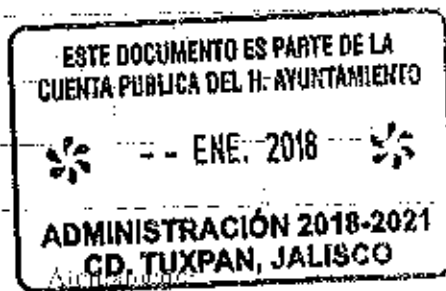 ESTE DOCUMENTO ES PARTE DE LA
CUENTA PUBLICA DEL H. AYUNTAMIENTO
-- ENE. 2018
ADMINISTRACIÓN 2018-2021
CD. TUXPAN, JALISCO